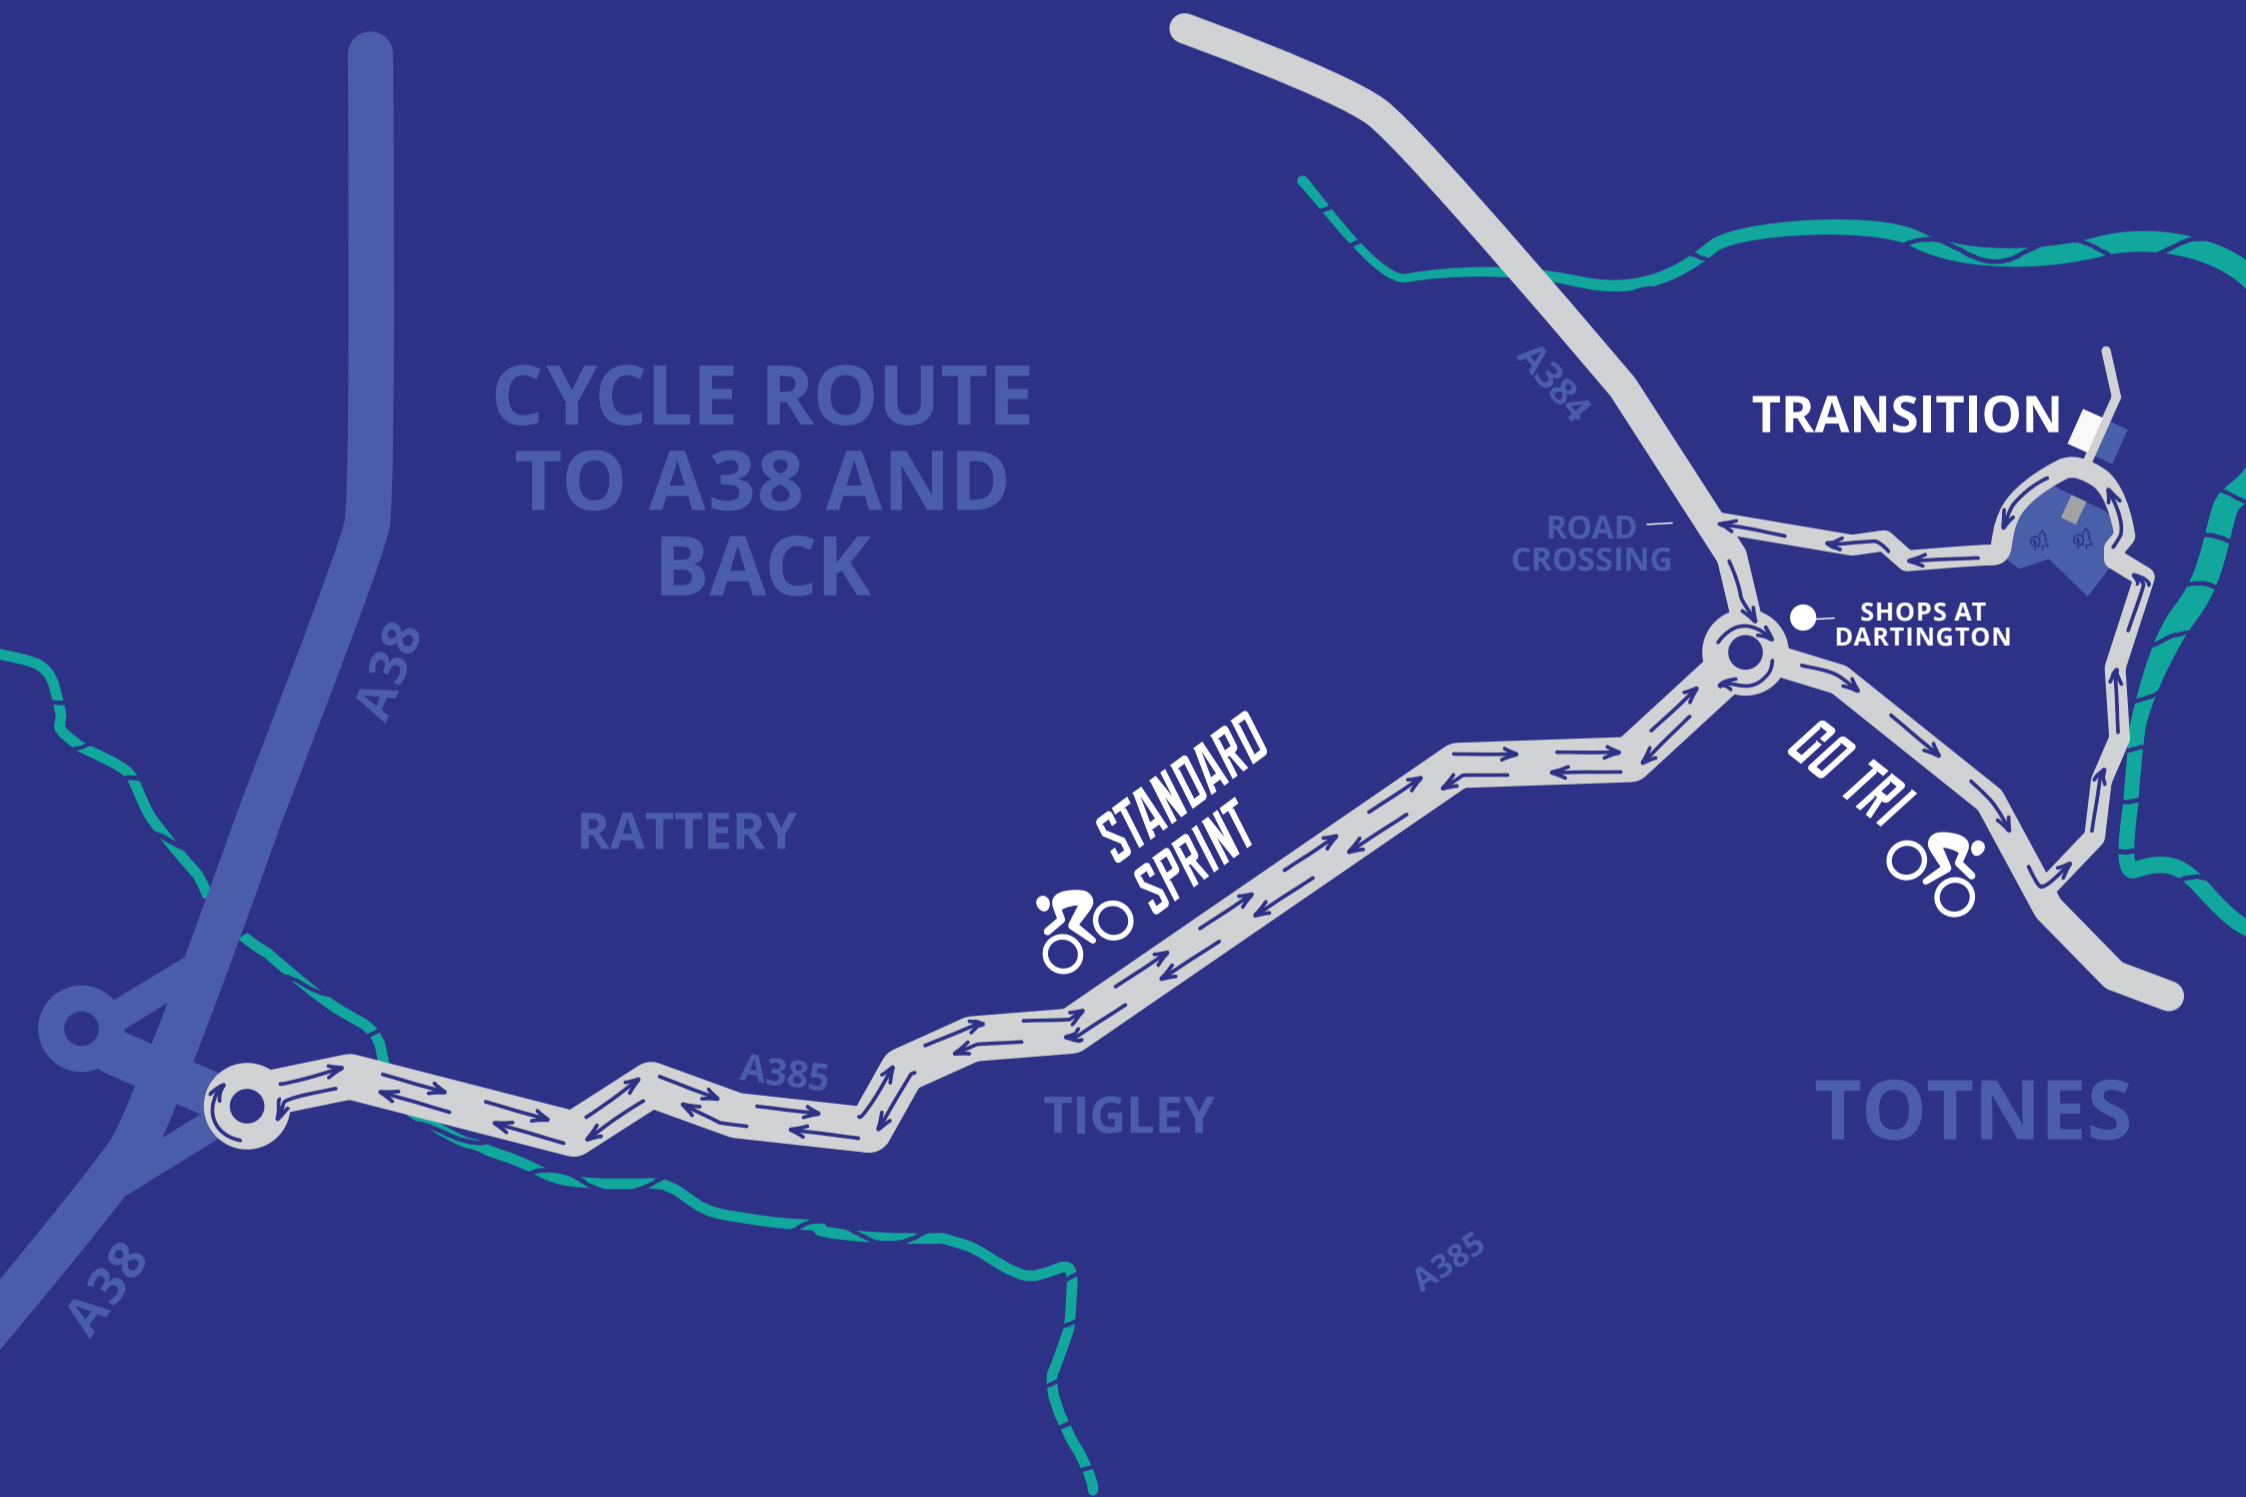 CYCLE ROUTE
TO A38 AND
BACK
A384
TRANSITION
ROAD
CROSSING
SHOPS AT
DARTINGTON
A38
STANDARD
SPRINT
GO TRI
RATTERY
A385
TIGLEY
TOTNES
A38
A385